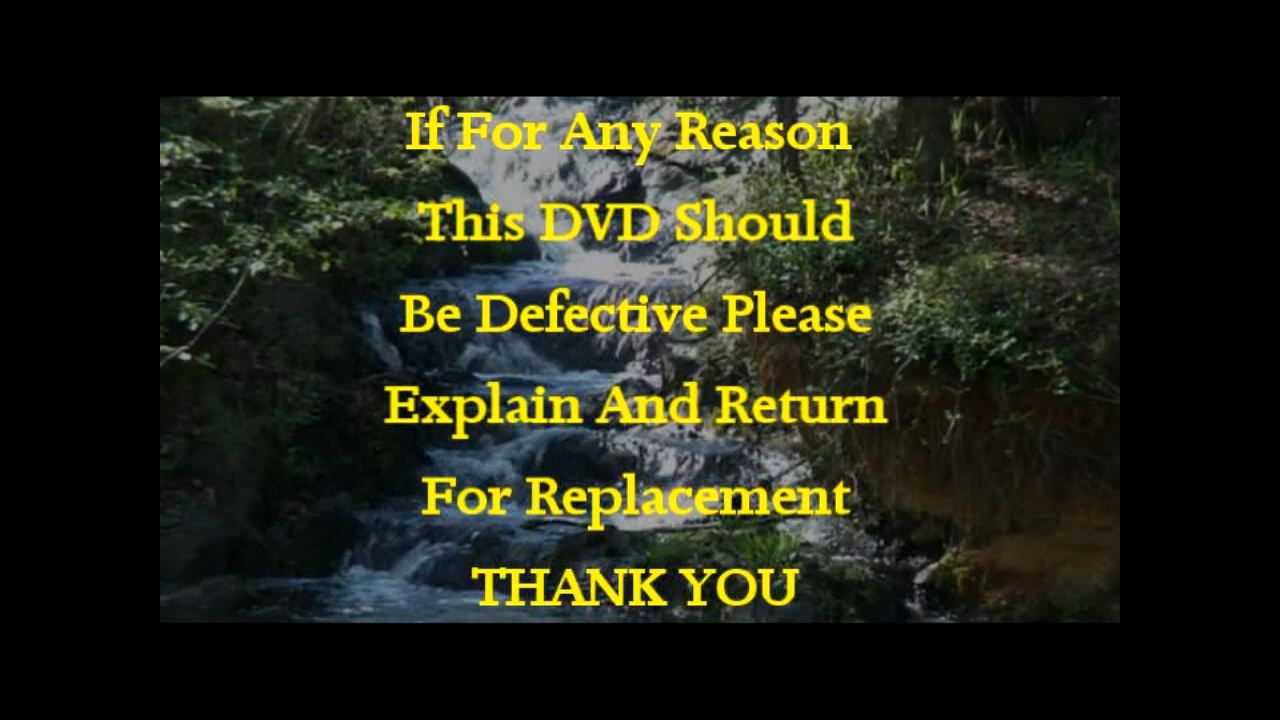 If For Any Reason
This DVD Should
Be Defective Please
Explain And Return
For Replacement
THANK YOU